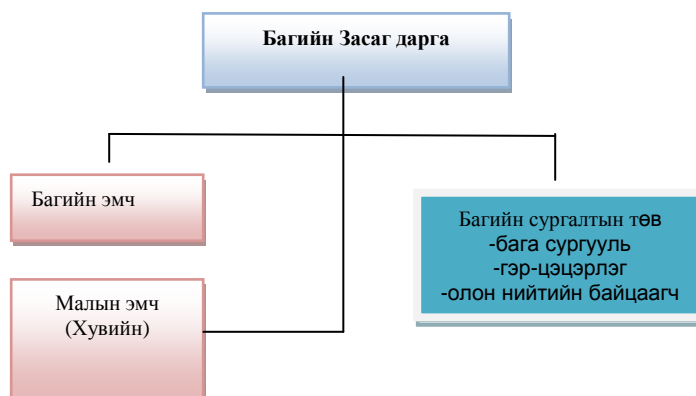 Багийн Засаг дарга
Багийн эмч
Багийн сургалтын төв
-бага сургууль
-гэр-цэцэрлэг
-олон нийтийн байцаагч
Малын эмч
(Хувийн)